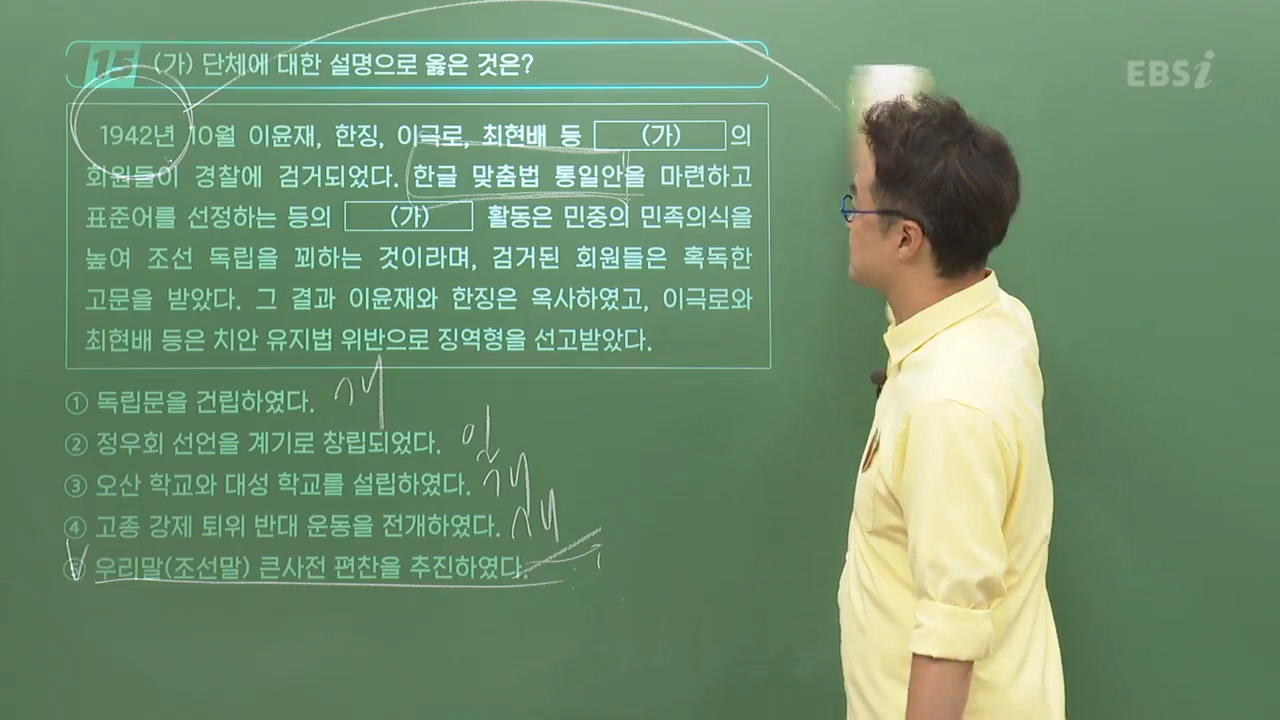 15 (가) 단체에 대한 설명으로 옳은 것은?
EBSi
1942년 10월 이윤재, 한징, 이극로, 최현배 등 (가) 의
회원들이 경찰에 검거되었다. 한글 맞춤법 통일안을 마련하고
표준어를 선정하는 등의 (가) 활동은 민중의 민족의식을
높여 조선 독립을 꾀하는 것이라며, 검거된 회원들은 혹독한
고문을 받았다. 그 결과 이윤재와 한징은 옥사하였고, 이극로와
최현배 등은 치안 유지법 위반으로 징역형을 선고받았다.
① 독립문을 건립하였다. 개
② 정우회 선언을 계기로 창립되었다. 일
③ 오산 학교와 대성 학교를 설립하였다. 개
④ 고종 강제 퇴위 반대 운동을 전개하였다. 개
⑤ 우리말(조선말) 큰사전 편찬을 추진하였다.